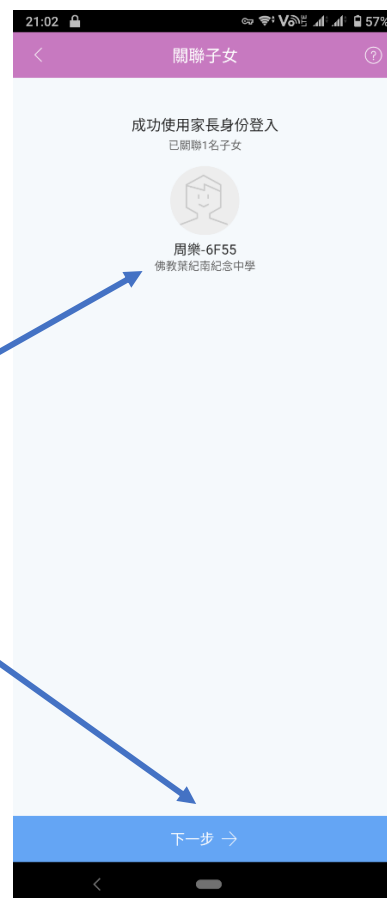 21:02
57%
關聯子女
成功使用家長身份登入
已關聯1名子女
周樂-6F55
佛教葉紀南紀念中學
下一步 →